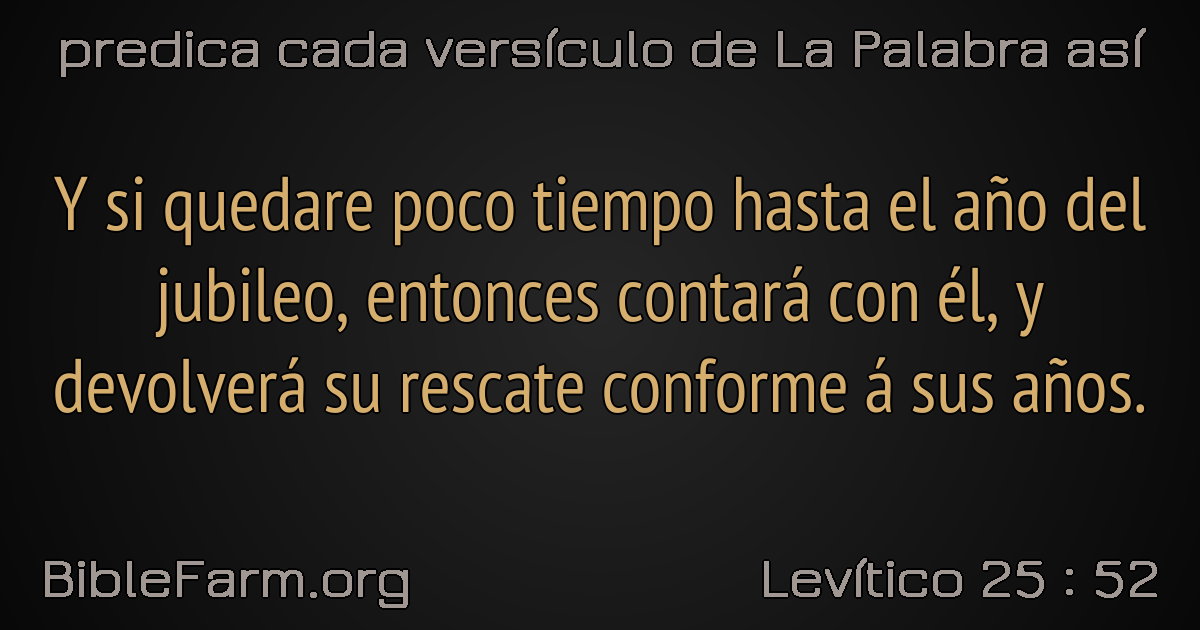 predica cada versículo de La Palabra así
Y si quedare poco tiempo hasta el año del
jubileo, entonces contará con él, y
devolverá su rescate conforme á sus años.
BibleFarm.org
Levítico 25 : 52